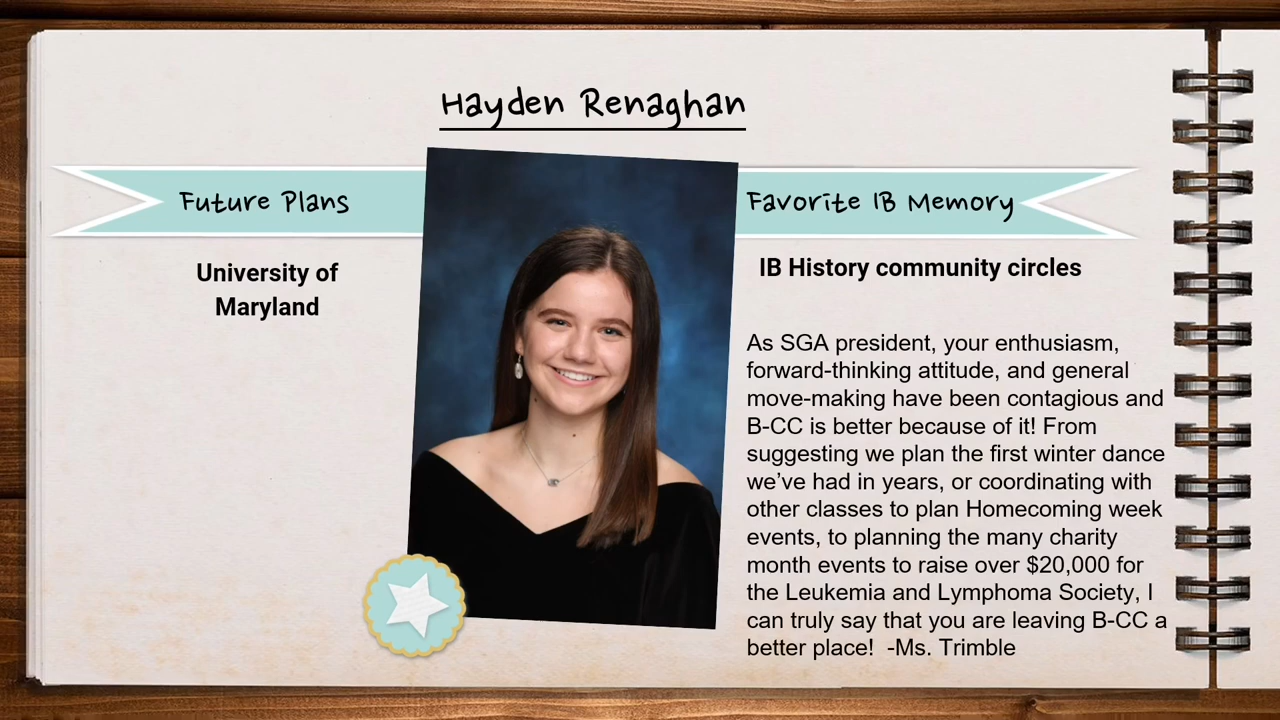 Hayden Renaghan
Future Plans
University of
Maryland
Favorite IB Memory
IB History community circles
As SGA president, your enthusiasm,
forward-thinking attitude, and general
move-making have been contagious and
B-CC is better because of it! From
suggesting we plan the first winter dance
we’ve had in years, or coordinating with
other classes to plan Homecoming week
events, to planning the many charity
month events to raise over $20,000 for
the Leukemia and Lymphoma Society, I
can truly say that you are leaving B-CC a
better place!  -Ms. Trimble